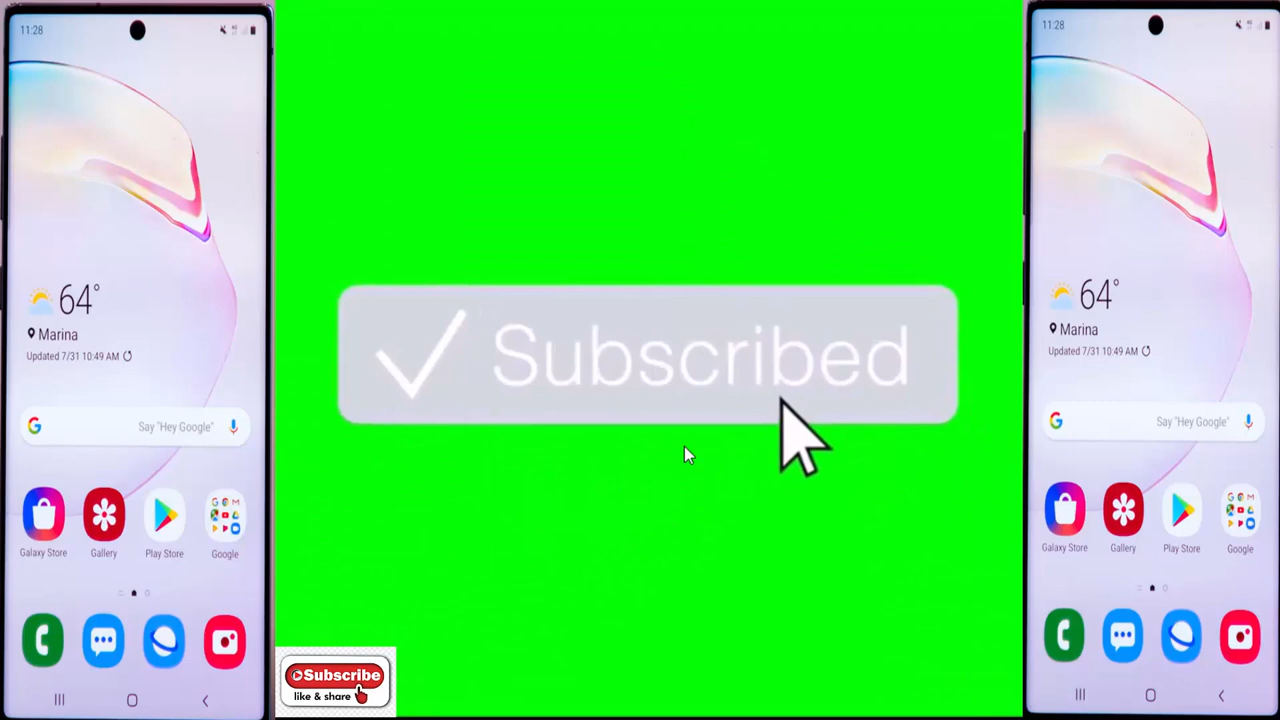 11:28
64°
Marina
Updated 7/31 10:49 AM
Say "Hey Google"
Galaxy Store
Gallery
Play Store
Google
Subscribed
Subscribe
like & share
11:28
64°
Marina
Updated 7/31 10:49 AM
Say "Hey Google"
Galaxy Store
Gallery
Play Store
Google